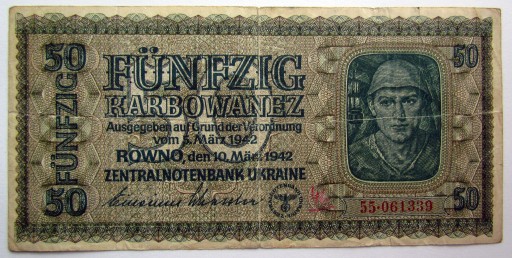 50
FÜNFZIG
50
KARBOWANEZ
Ausgegeben auf Grund der Verordnung
vom 5. März 1942
ROWNO, den 10. März 1942
ZENTRALNOTENBANK UKRAINE
FÜNFZIG
50
55·061339
50